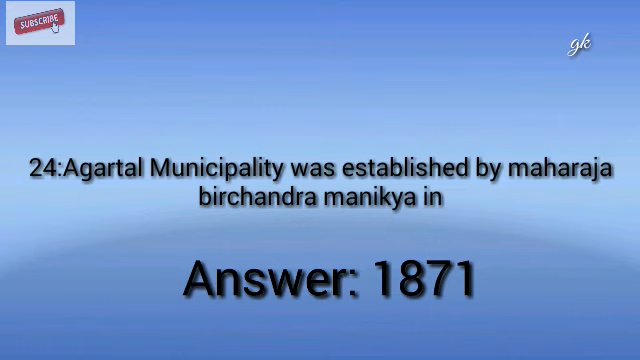 SUBSCRIBE
gk
24:Agartal Municipality was established by maharaja
birchandra manikya in
Answer: 1871